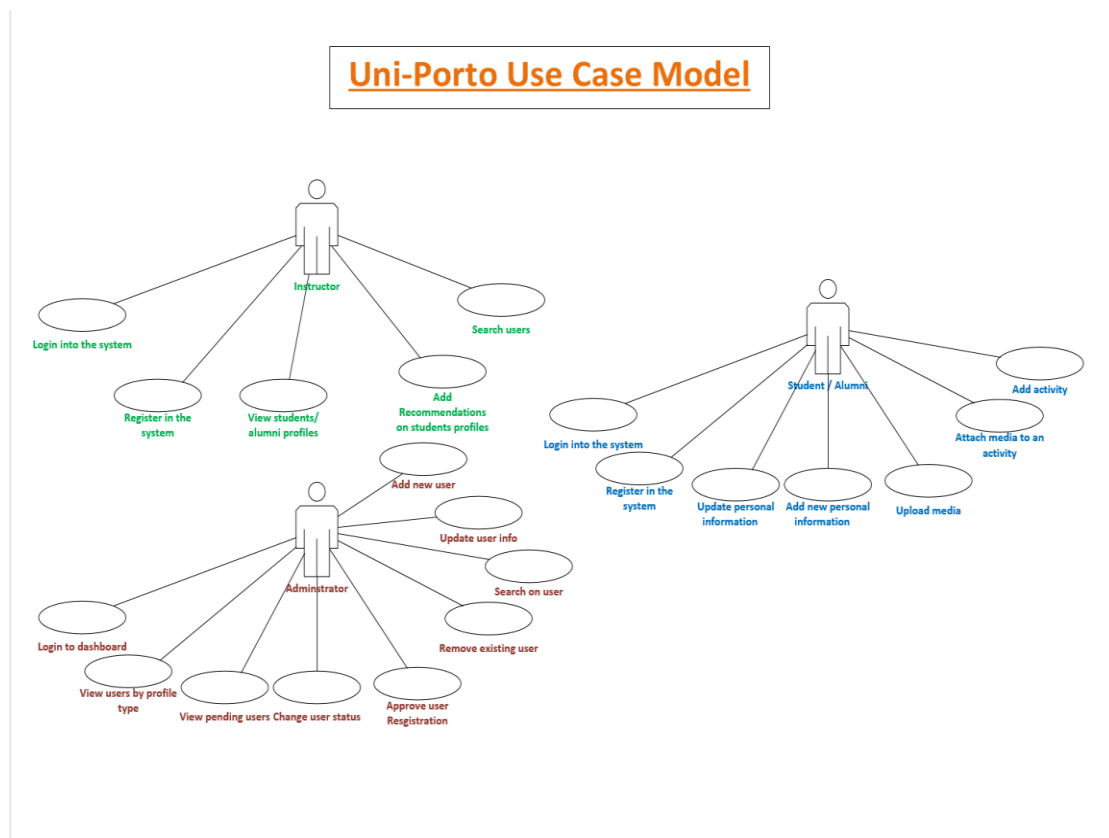 Uni-Porto Use Case Model
Instructor
Login into the system
Register in the
system
View students/
alumni profiles
Add
Recommendations
on students profiles
Search users
Student / Alumni
Login into the system
Register in the
system
Update personal
information
Add new personal
information
Upload media
Attach media to an
activity
Add activity
Adminstrator
Add new user
Update user info
Search on user
Remove existing user
Login to dashboard
View users by profile
type
View pending users
Change user status
Approve user
Resgistration